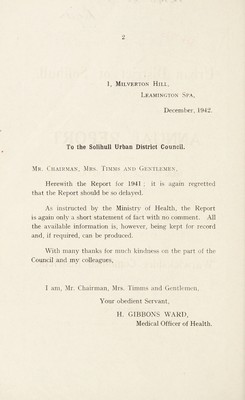 2
1, Milverton Hill,
Leamington Spa,
December, 1942.
To the Solihull Urban District Council.
Mr. Chairman, Mrs. Timms and Gentlemen,
Herewith the Report for 1941 ; it is again regretted
that the Report should be so delayed.
As instructed by the Ministry of Health, the Report
is again only a short statement of fact with no comment. All
the available information is, however, being kept for record
and, if required, can be produced.
With many thanks for much kindness on the part of the
Council and my colleagues,
I am, Mr. Chairman, Mrs. Timms and Gentlemen,
Your obedient Servant,
H. GIBBONS WARD,
Medical Officer of Health.